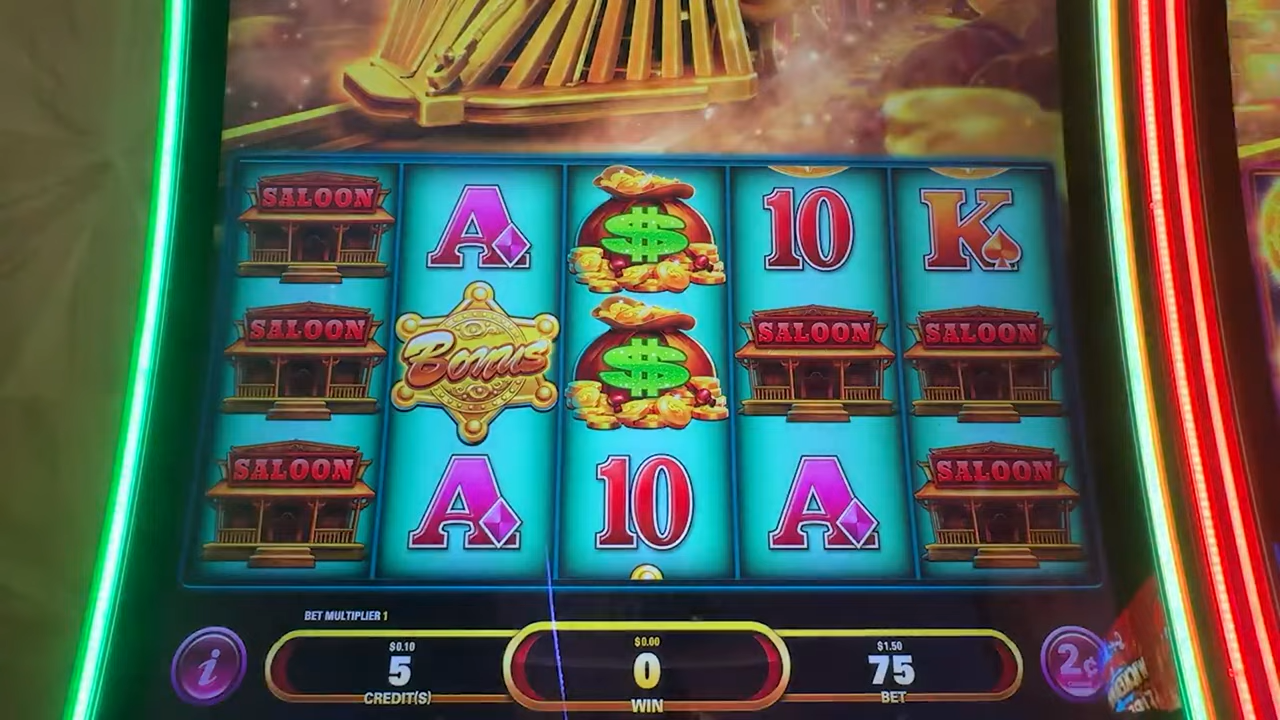 SALOON A $ 10 K
SALOON Bonus $ SALOON SALOON
SALOON A 10 A SALOON
BET MULTIPLIER 1
$0.10 $0.00 $1.50
i 5 0 75 2¢
CREDIT(S) WIN BET